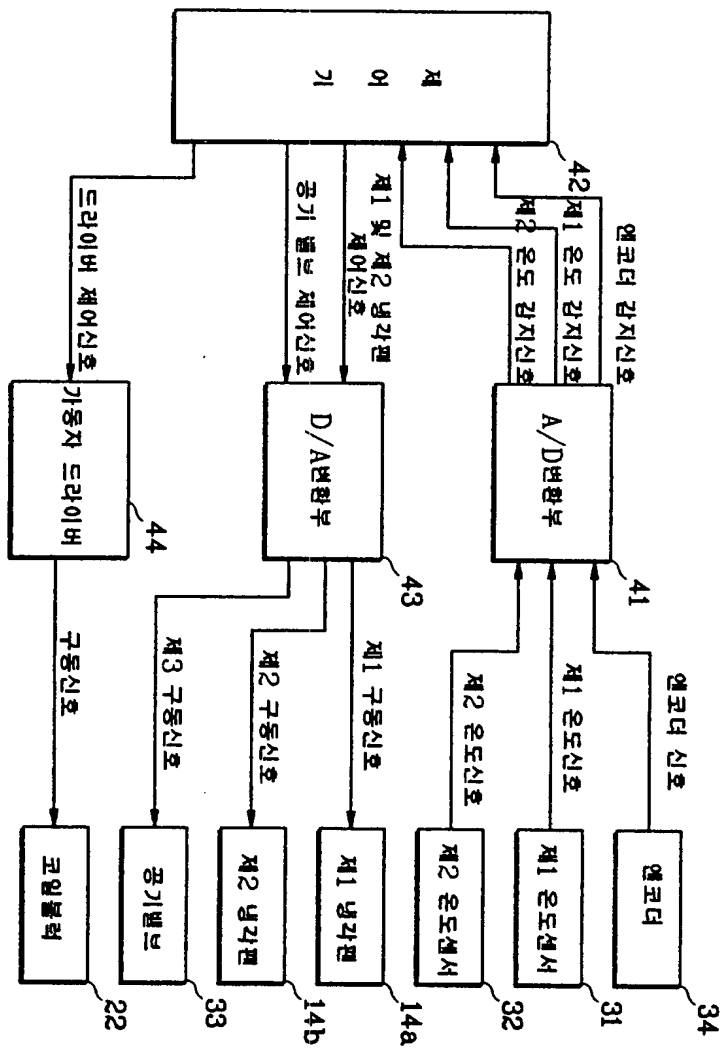 제
어
기
42
엔코더 감지신호
제1 온도 감지신호
제2 온도 감지신호
제1 및 제2 냉각팬
제어신호
공기 밸브 제어신호
드라이버 제어신호
A/D변환부
41
D/A변환부
43
가동자 드라이버
44
엔코더 신호
제1 온도신호
제2 온도신호
제1 구동신호
제2 구동신호
제3 구동신호
구동신호
엔코더
34
제1 온도센서
31
제2 온도센서
32
제1 냉각팬
14a
제2 냉각팬
14b
공기밸브
33
코일블럭
22